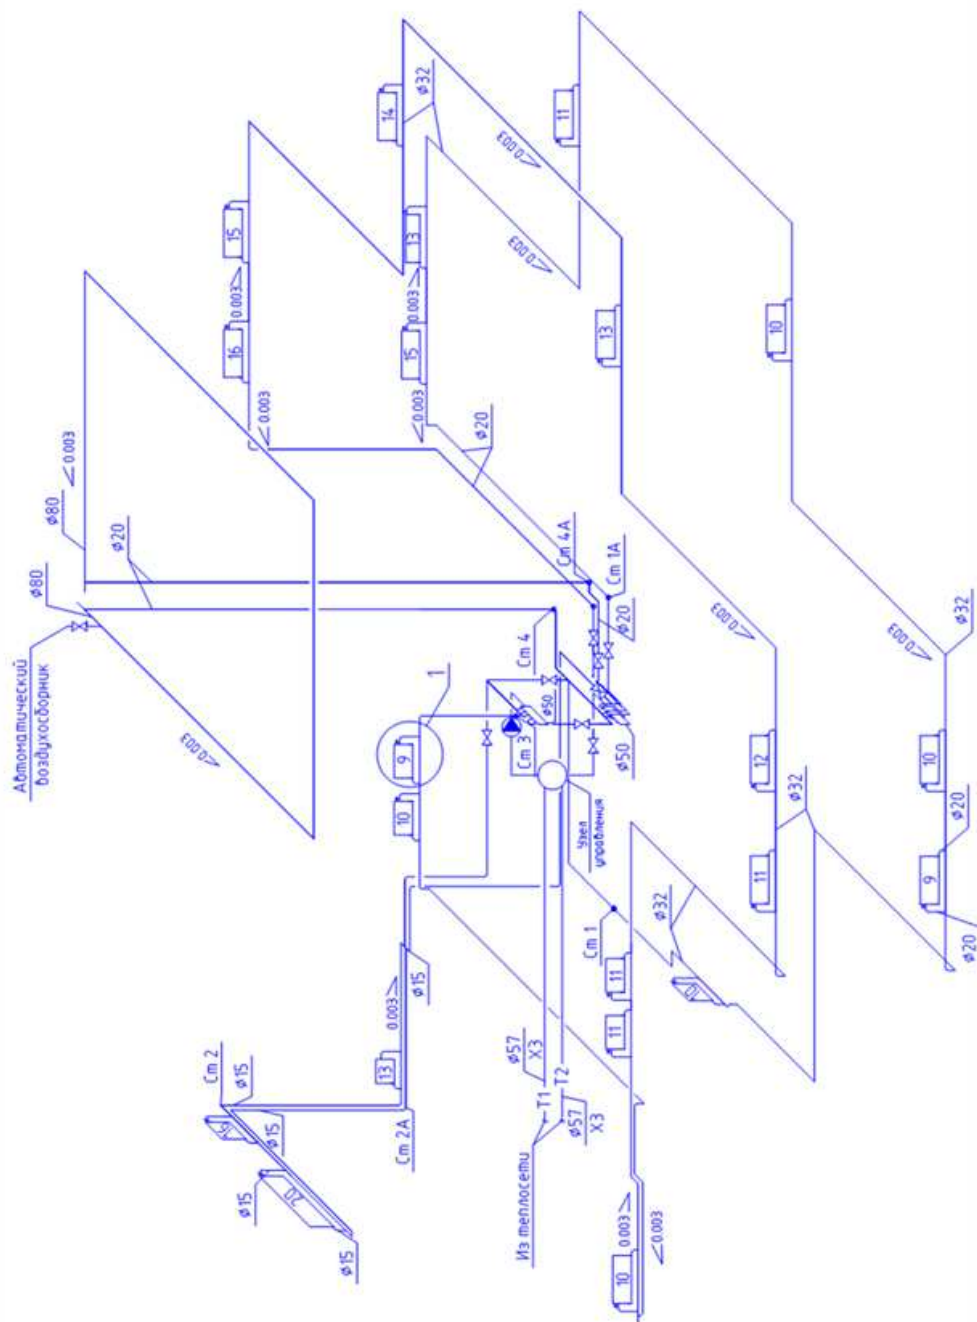 Автоматический
воздухосборник
ø80
ø80
0.003
ø20
0.003
Ст 2
ø15
20
ø15
ø15
ø15
16
15
0.003
0.003
13
Ст 2А
0.003
ø15
10
9
1
14
ø32
15
13
0.003
0.003
ø20
0.003
0.003
Из теплосети
ø57
Х3
Т1
Т2
ø57
Х3
Ст 3
ø50
Ст 4
Ст 4А
Ст 1А
ø20
ø50
Узел
управления
Ст 1
11
10
0.003
0.003
11
11
13
ø32
10
0.003
12
11
ø32
10
0.003
ø32
10
9
ø20
ø20